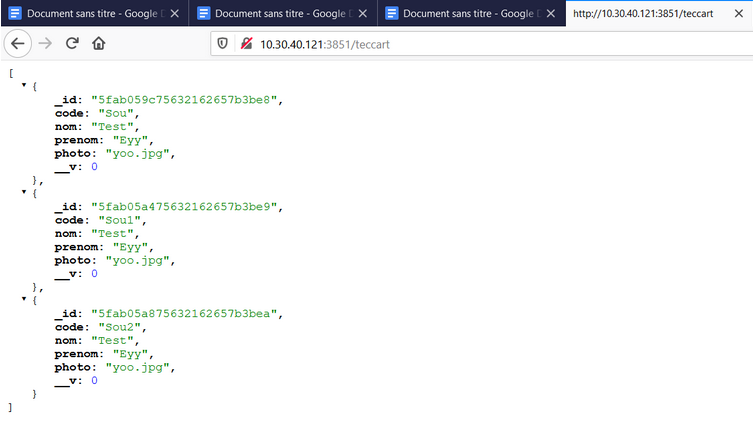 Document sans titre - Google D
Document sans titre - Google D
Document sans titre - Google D
http://10.30.40.121:3851/teccart
10.30.40.121:3851/teccart
[
{
_id: "5fab059c75632162657b3be8",
code: "Sou",
nom: "Test",
prenom: "Eyy",
photo: "yoo.jpg",
__v: 0
},
{
_id: "5fab05a475632162657b3be9",
code: "Sou1",
nom: "Test",
prenom: "Eyy",
photo: "yoo.jpg",
__v: 0
},
{
_id: "5fab05a875632162657b3bea",
code: "Sou2",
nom: "Test",
prenom: "Eyy",
photo: "yoo.jpg",
__v: 0
}
]